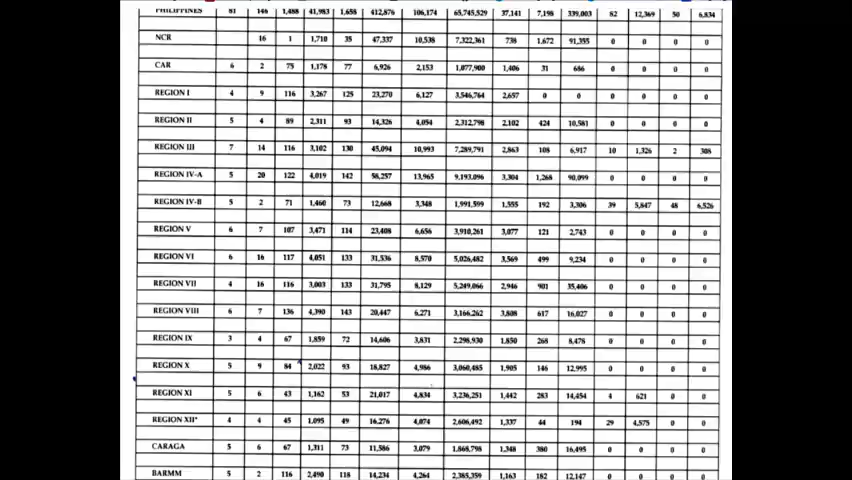 PHILIPPINES 81 146 1,488 41,983 1,658 412,876 106,174 65,745,529 37,141 7,198 339,003 82 12,369 50 6,834
NCR 16 1 1,710 35 47,337 10,538 7,322,361 738 1,672 91,355 0 0 0 0
CAR 6 2 75 1,178 77 6,926 2,153 1,077,900 1,406 31 686 0 0 0 0
REGION I 4 9 116 3,267 125 23,270 6,127 3,546,764 2,657 0 0 0 0 0 0
REGION II 5 4 89 2,311 93 14,326 4,054 2,312,798 2,102 424 10,581 0 0 0 0
REGION III 7 14 116 3,102 130 45,094 10,993 7,289,791 2,863 108 6,917 10 1,326 2 308
REGION IV-A 5 20 122 4,019 142 58,257 13,965 9,193,096 3,304 1,268 90,099 0 0 0 0
REGION IV-B 5 2 71 1,460 73 12,668 3,348 1,991,599 1,555 192 3,306 39 5,847 48 6,526
REGION V 6 7 107 3,471 114 23,408 6,656 3,910,261 3,077 121 2,743 0 0 0 0
REGION VI 6 16 117 4,051 133 31,536 8,570 5,026,482 3,569 499 9,234 0 0 0 0
REGION VII 4 16 116 3,003 133 31,795 8,129 5,249,066 2,946 901 35,406 0 0 0 0
REGION VIII 6 7 136 4,390 143 20,447 6,271 3,166,262 3,808 617 16,027 0 0 0 0
REGION IX 3 4 67 1,859 72 14,606 3,831 2,298,930 1,850 268 8,478 0 0 0 0
REGION X 5 9 84 2,022 93 18,827 4,986 3,060,485 1,905 146 12,995 0 0 0 0
REGION XI 5 6 43 1,162 53 21,017 4,834 3,236,251 1,442 283 14,454 4 621 0 0
REGION XII* 4 4 45 1,095 49 16,276 4,074 2,606,492 1,337 44 194 29 4,575 0 0
CARAGA 5 6 67 1,311 73 11,586 3,079 1,868,798 1,348 380 16,495 0 0 0 0
BARMM 5 2 116 2,490 118 14,234 4,264 2,385,359 1,163 182 12,147 0 0 0 0